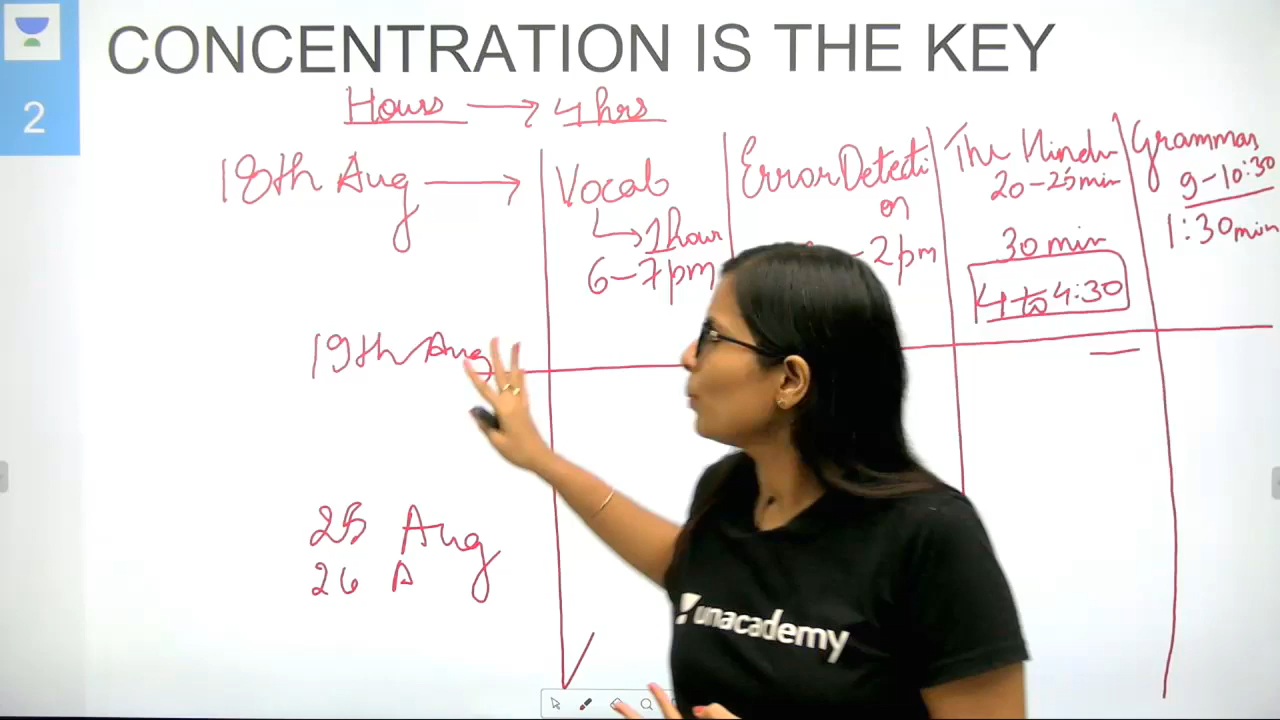 CONCENTRATION IS THE KEY
2
Hours → 4 hrs
18th Aug →
Vocab
→ 1 hour
6-7pm
Error Detecti
on
- 2 pm
The Hindu
20-25 min
30 min
4 to 4:30
Grammar
9-10:30
1:30 min
19th Aug
25 Aug
26 A
unacademy